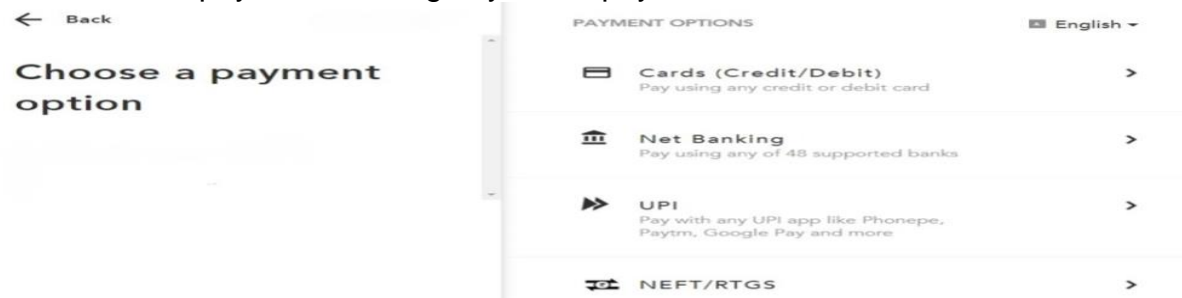 Back
Choose a payment
option
PAYMENT OPTIONS
English
Cards (Credit/Debit)
Pay using any credit or debit card
Net Banking
Pay using any of 48 supported banks
UPI
Pay with any UPI app like Phonepe,
Paytm, Google Pay and more
NEFT/RTGS